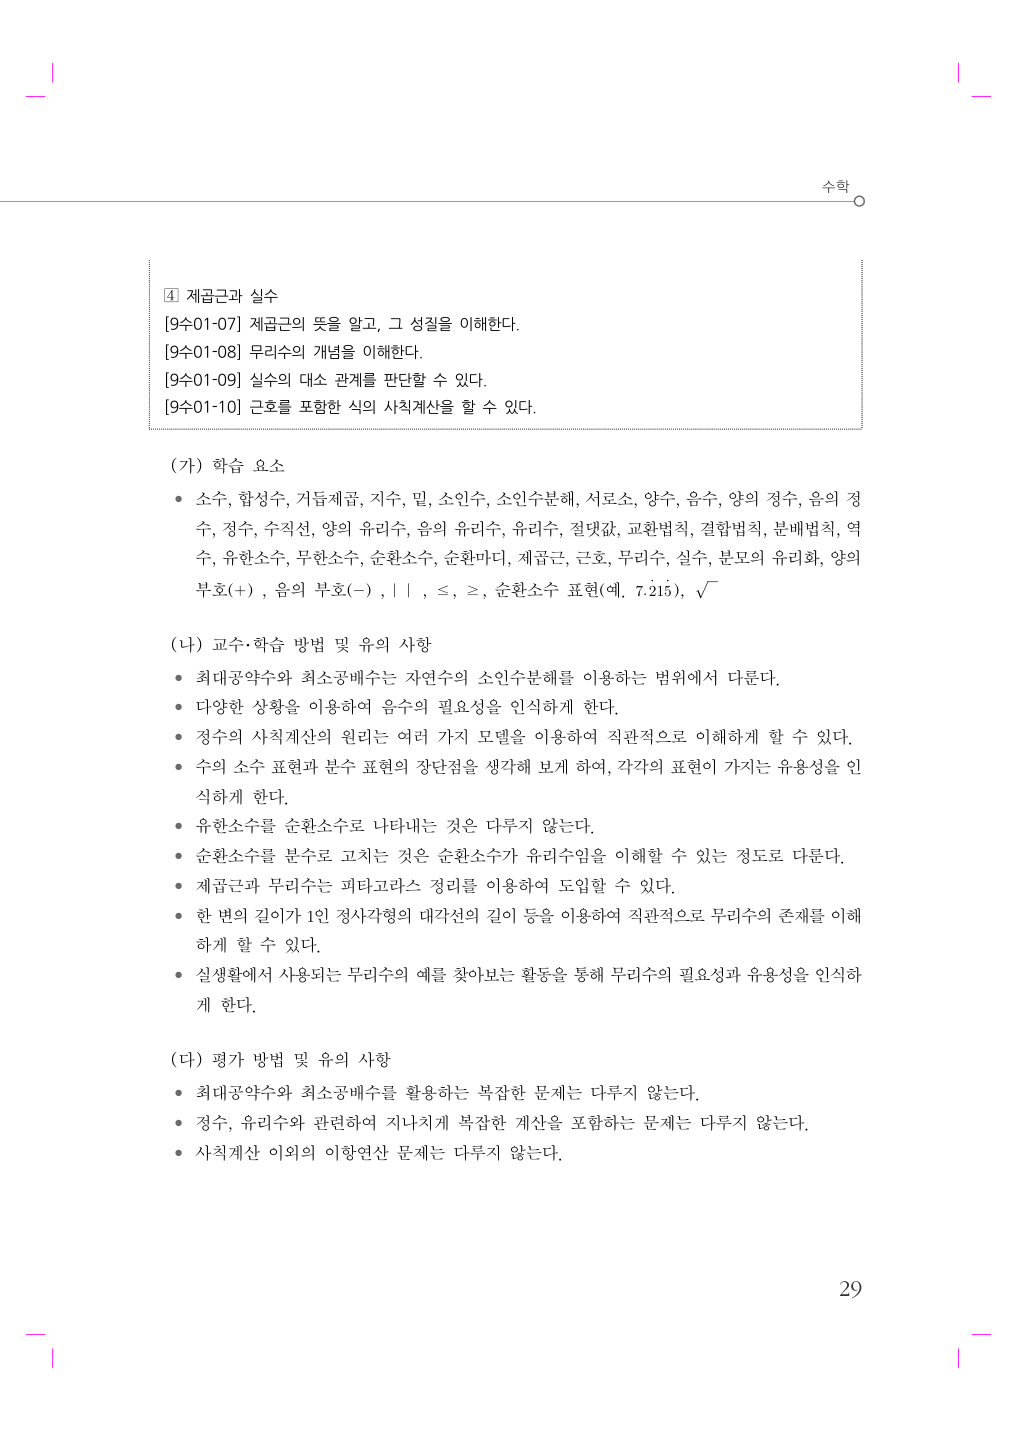 수학
4 제곱근과 실수
[9수01-07] 제곱근의 뜻을 알고, 그 성질을 이해한다.
[9수01-08] 무리수의 개념을 이해한다.
[9수01-09] 실수의 대소 관계를 판단할 수 있다.
[9수01-10] 근호를 포함한 식의 사칙계산을 할 수 있다.
(가) 학습 요소
• 소수, 합성수, 거듭제곱, 지수, 밑, 소인수, 소인수분해, 서로소, 양수, 음수, 양의 정수, 음의 정
수, 정수, 수직선, 양의 유리수, 음의 유리수, 유리수, 절댓값, 교환법칙, 결합법칙, 분배법칙, 역
수, 유한소수, 무한소수, 순환소수, 순환마디, 제곱근, 근호, 무리수, 실수, 분모의 유리화, 양의
부호(+) , 음의 부호(−) , | | , ≤, ≥, 순환소수 표현(예. 7.2̇15̇), √
(나) 교수･학습 방법 및 유의 사항
• 최대공약수와 최소공배수는 자연수의 소인수분해를 이용하는 범위에서 다룬다.
• 다양한 상황을 이용하여 음수의 필요성을 인식하게 한다.
• 정수의 사칙계산의 원리는 여러 가지 모델을 이용하여 직관적으로 이해하게 할 수 있다.
• 수의 소수 표현과 분수 표현의 장단점을 생각해 보게 하여, 각각의 표현이 가지는 유용성을 인
식하게 한다.
• 유한소수를 순환소수로 나타내는 것은 다루지 않는다.
• 순환소수를 분수로 고치는 것은 순환소수가 유리수임을 이해할 수 있는 정도로 다룬다.
• 제곱근과 무리수는 피타고라스 정리를 이용하여 도입할 수 있다.
• 한 변의 길이가 1인 정사각형의 대각선의 길이 등을 이용하여 직관적으로 무리수의 존재를 이해
하게 할 수 있다.
• 실생활에서 사용되는 무리수의 예를 찾아보는 활동을 통해 무리수의 필요성과 유용성을 인식하
게 한다.
(다) 평가 방법 및 유의 사항
• 최대공약수와 최소공배수를 활용하는 복잡한 문제는 다루지 않는다.
• 정수, 유리수와 관련하여 지나치게 복잡한 계산을 포함하는 문제는 다루지 않는다.
• 사칙계산 이외의 이항연산 문제는 다루지 않는다.
29